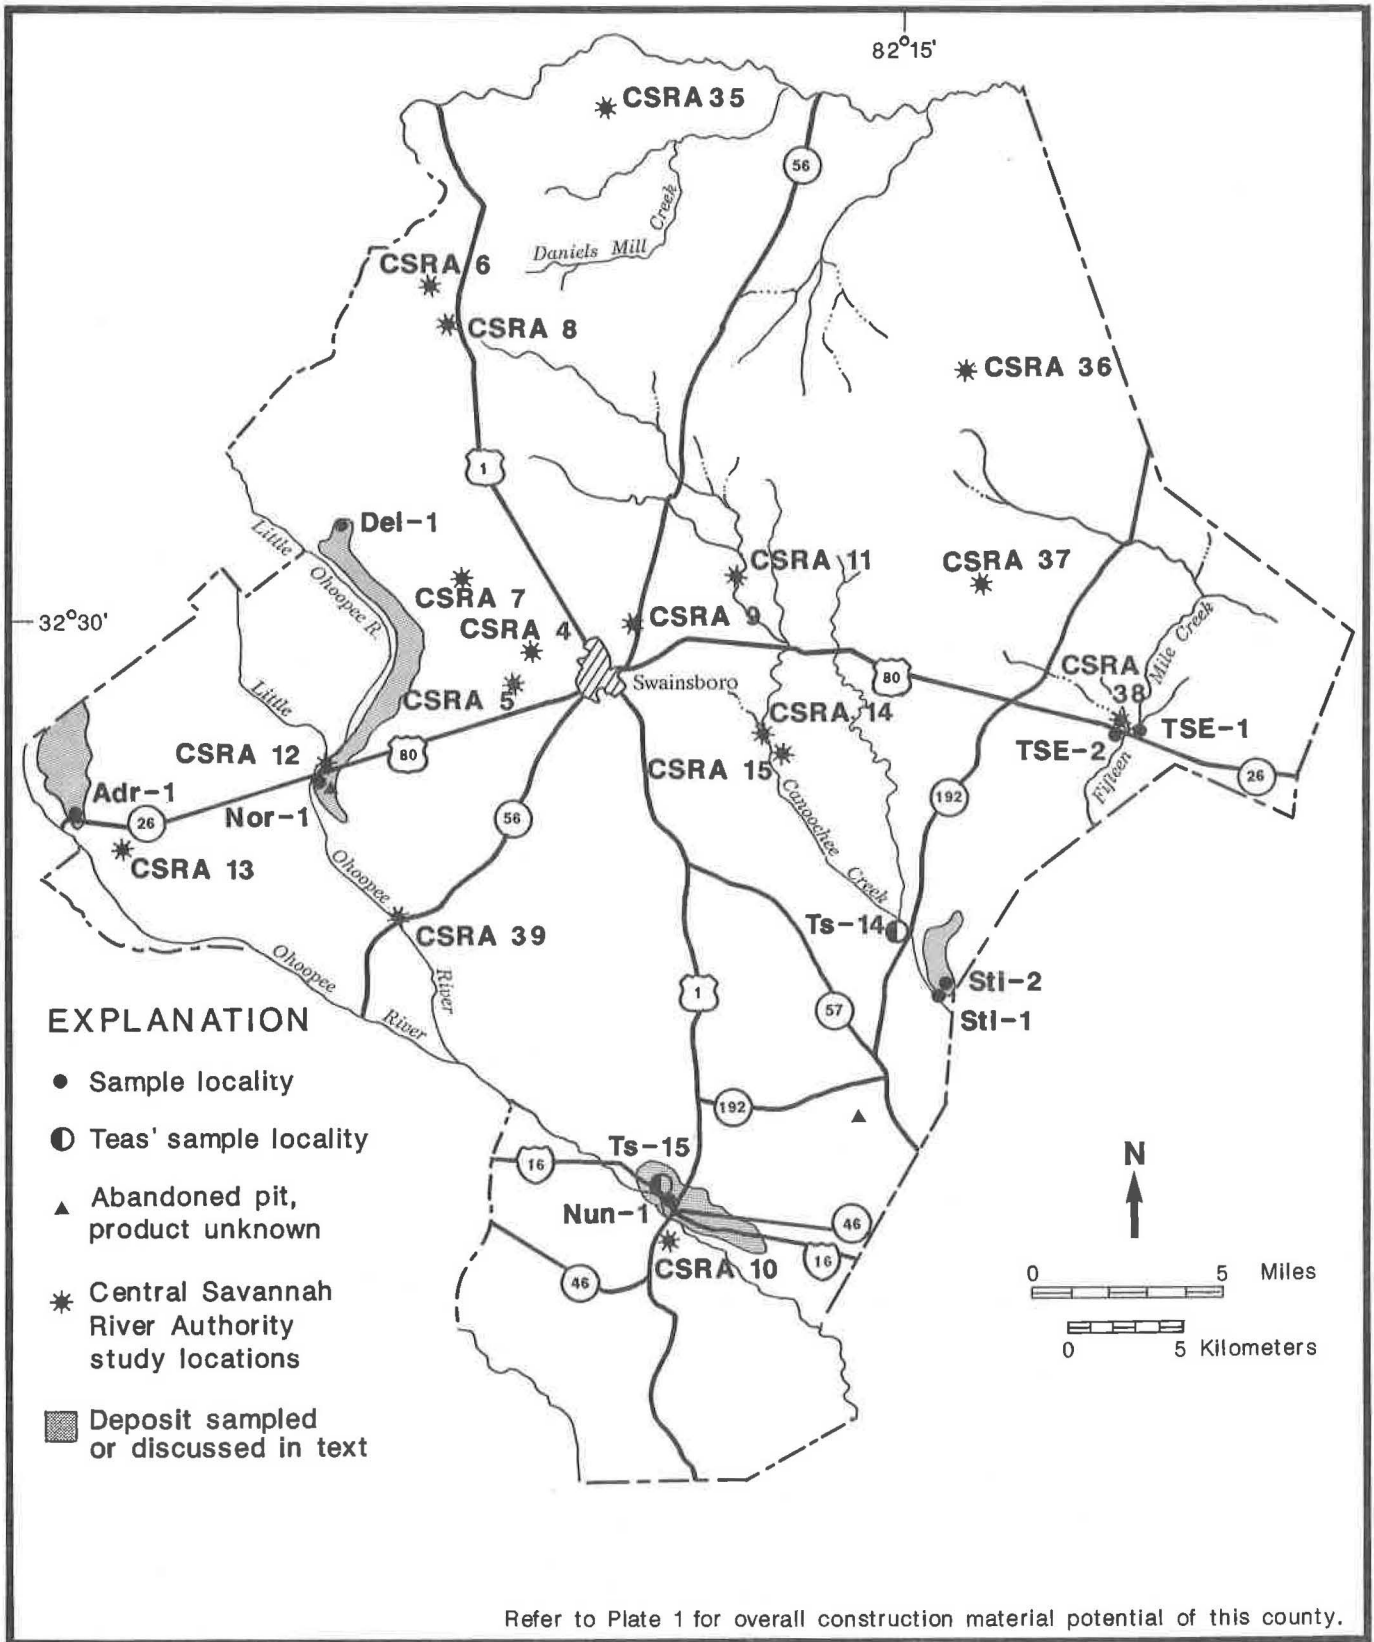 82°15'
CSRA 35
56
Creek
Daniels Mill
CSRA 6
CSRA 8
CSRA 36
1
Del-1
Little
Ohoopee R.
CSRA 11
CSRA 37
CSRA 7
CSRA 9
32°30'
CSRA 4
Mile Creek
CSRA
38
80
Swainsboro
Little
CSRA 5
CSRA 14
TSE-1
TSE-2
CSRA 12
80
CSRA 15
Fifteen
26
Adr-1
192
Canoochee
Creek
26
Nor-1
56
CSRA 13
Ohoopee
Ts-14
CSRA 39
Ohoopee
River
River
Sti-2
Sti-1
1
57
EXPLANATION
Sample locality
Teas' sample locality
Abandoned pit,
product unknown
Central Savannah
River Authority
study locations
Deposit sampled
or discussed in text
192
Ts-15
16
Nun-1
46
16
CSRA 10
46
N
0 5 Miles
0 5 Kilometers
Refer to Plate 1 for overall construction material potential of this county.